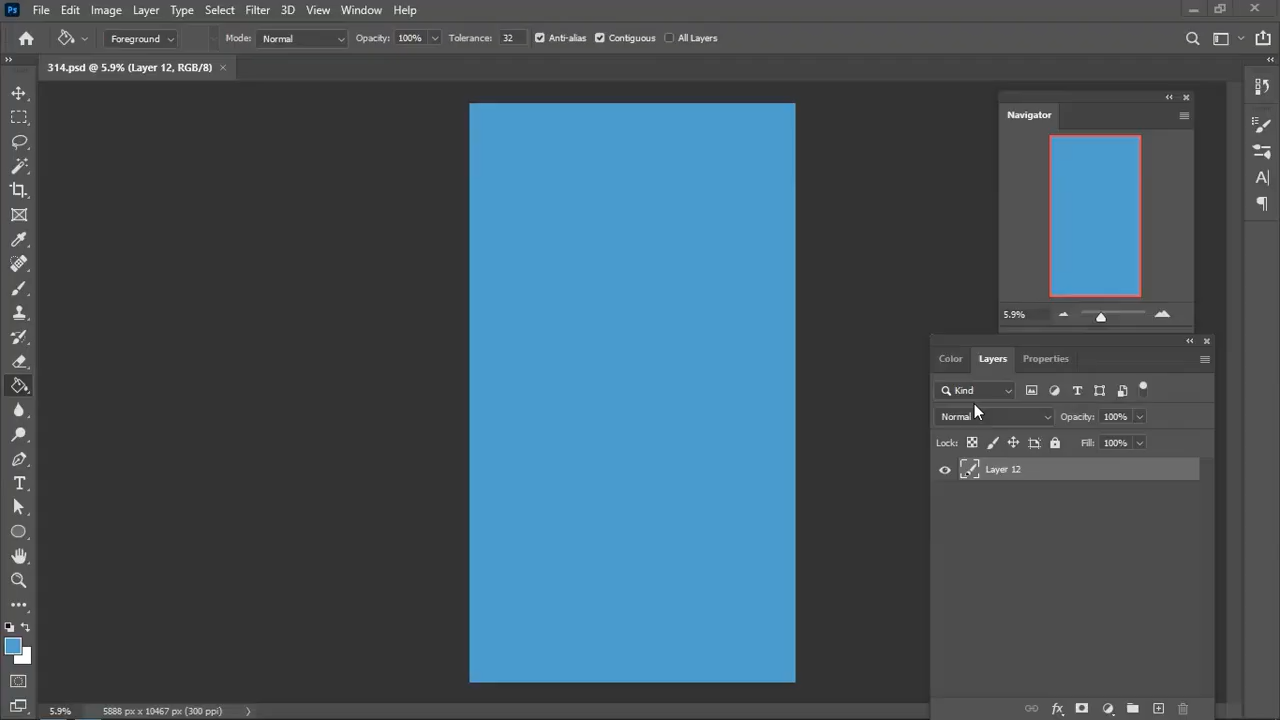 Ps File Edit Image Layer Type Select Filter 3D View Window Help
Foreground Mode: Normal Opacity: 100% Tolerance: 32 Anti-alias Contiguous All Layers
314.psd @ 5.9% (Layer 12, RGB/8)
Navigator
5.9%
Color Layers Properties
Kind
Normal Opacity: 100%
Lock: Fill: 100%
Layer 12
fx
5.9% 5888 px x 10467 px (300 ppi)